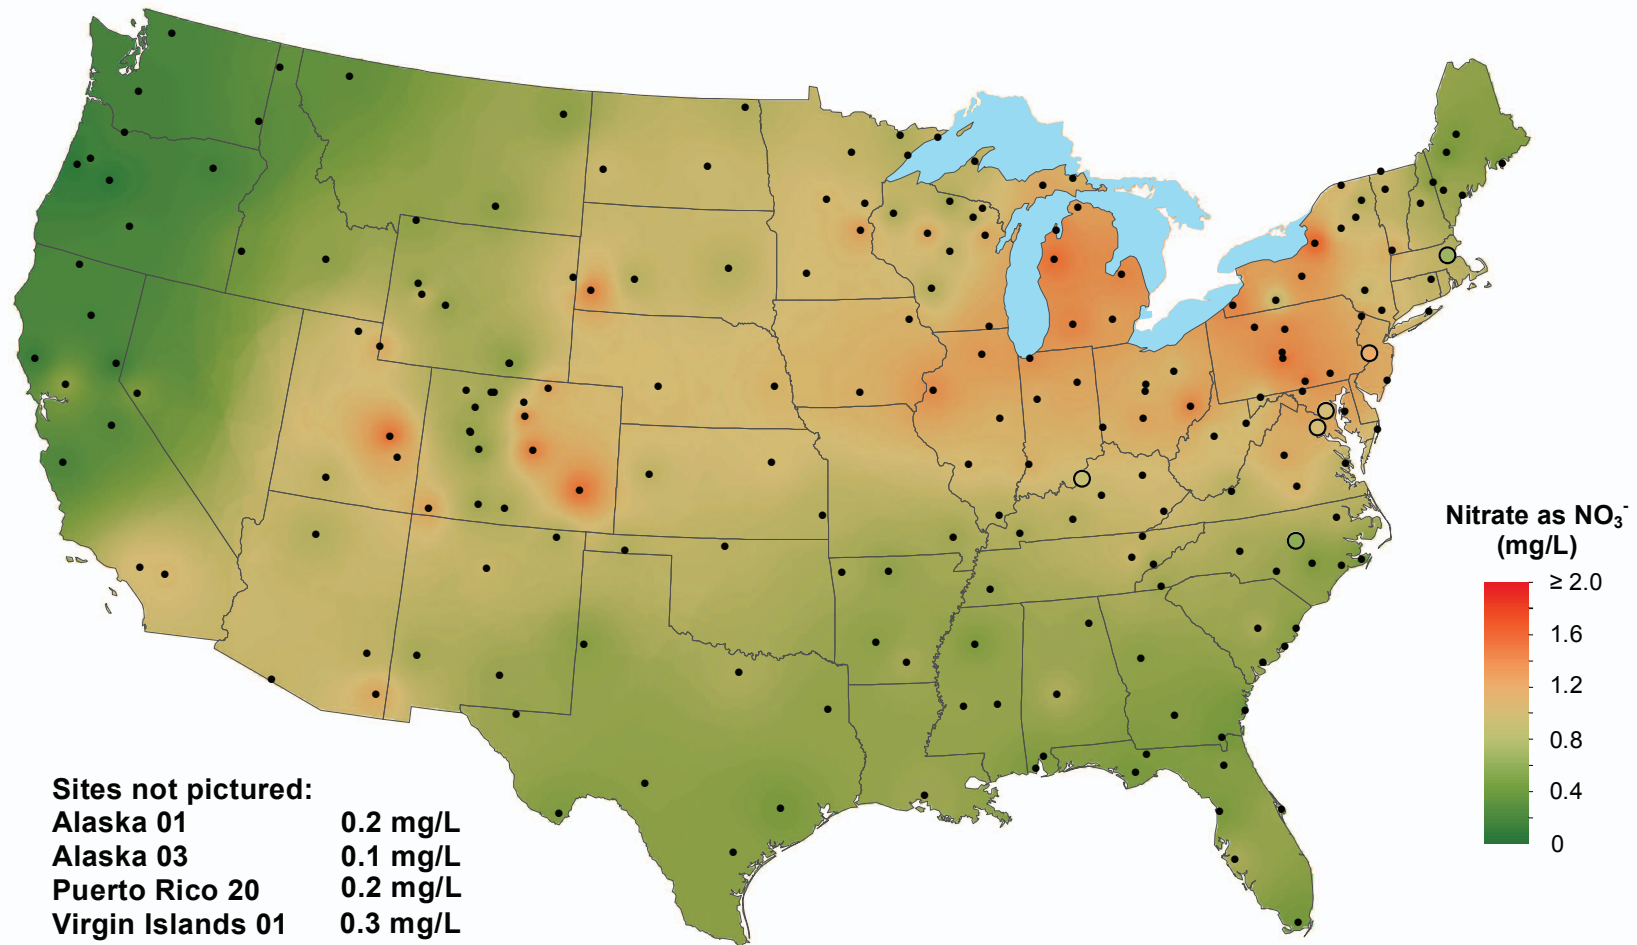 Nitrate as NO₃⁻
(mg/L)
≥ 2.0
1.6
1.2
0.8
0.4
0
Sites not pictured:
Alaska 01 0.2 mg/L
Alaska 03 0.1 mg/L
Puerto Rico 20 0.2 mg/L
Virgin Islands 01 0.3 mg/L